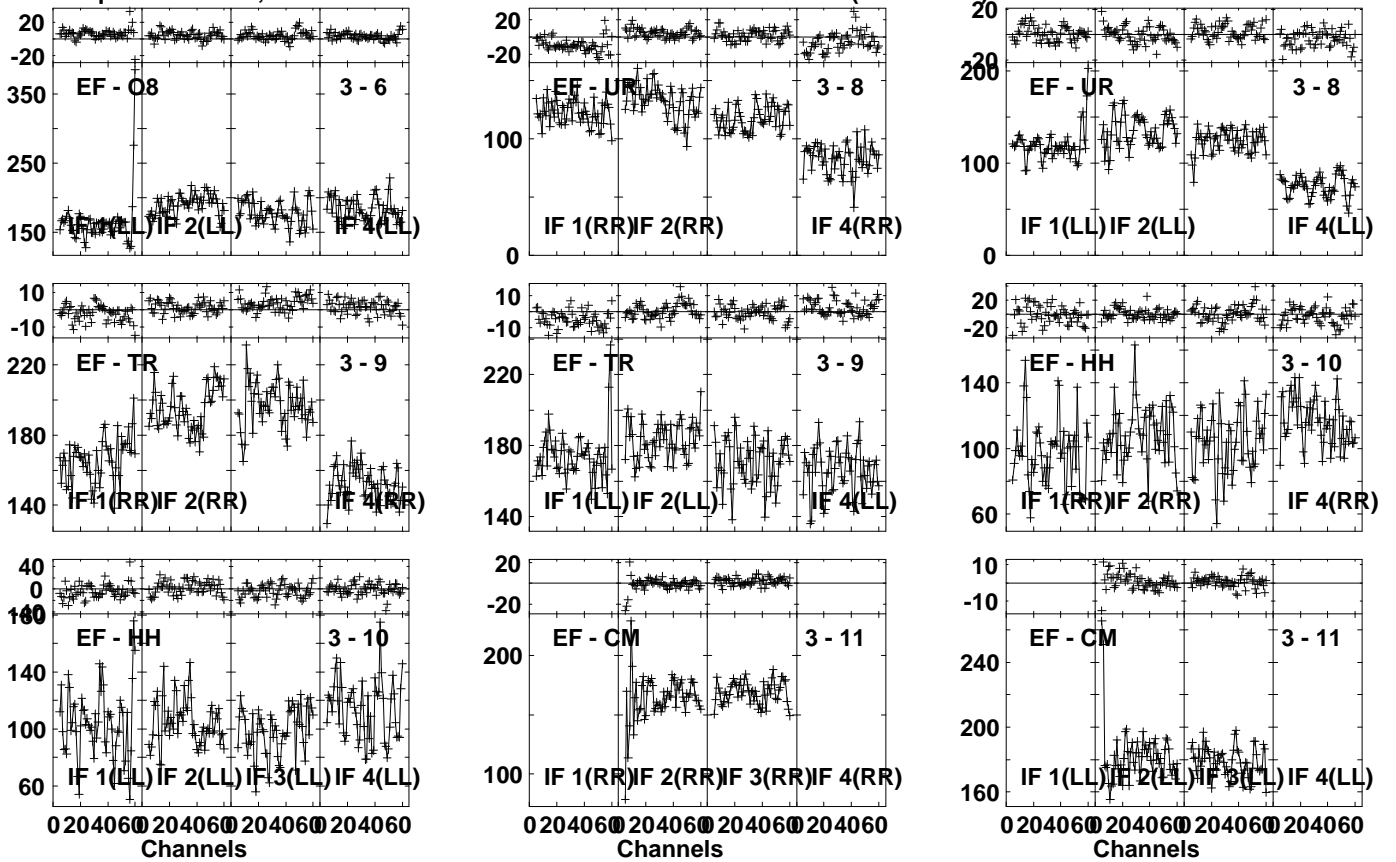 20
-20
EF - O8
3 - 6
350
250
150
IF 1(LL)
IF 2(LL)
IF 4(LL)
20
-20
EF - UR
3 - 8
100
0
IF 1(RR)
IF 2(RR)
IF 4(RR)
20
-20
200
EF - UR
3 - 8
100
0
IF 1(LL)
IF 2(LL)
IF 4(LL)
10
-10
EF - TR
3 - 9
220
180
140
IF 1(RR)
IF 2(RR)
IF 4(RR)
10
-10
EF - TR
3 - 9
220
180
140
IF 1(LL)
IF 2(LL)
IF 4(LL)
20
-20
EF - HH
3 - 10
140
100
60
IF 1(RR)
IF 2(RR)
IF 4(RR)
40
0
-40
180
EF - HH
3 - 10
140
100
60
IF 1(LL)
IF 2(LL)
IF 3(LL)
IF 4(LL)
0 20 40 60 0 20 40 60 0 20 40 60 0 20 40 60
Channels
20
-20
EF - CM
3 - 11
200
100
IF 1(RR)
IF 2(RR)
IF 3(RR)
IF 4(RR)
0 20 40 60 0 20 40 60 0 20 40 60 0 20 40 60
Channels
10
-10
EF - CM
3 - 11
240
200
160
IF 1(LL)
IF 2(LL)
IF 3(LL)
IF 4(LL)
0 20 40 60 0 20 40 60 0 20 40 60 0 20 40 60
Channels